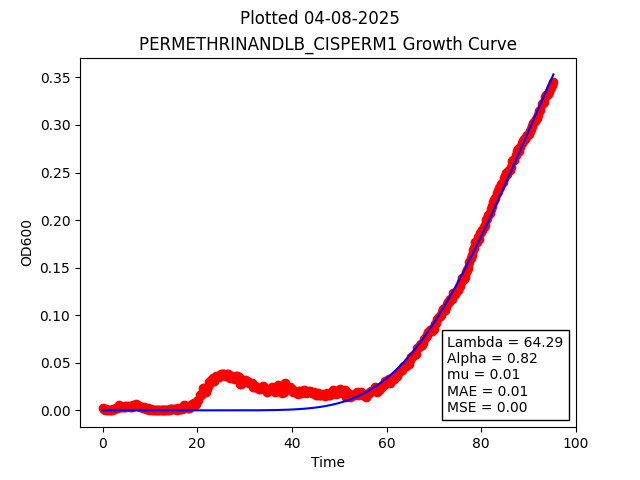 Plotted 04-08-2025
PERMETHRINANDLB_CISPERM1 Growth Curve
0.35
0.30
0.25
0.20
0.15
0.10
0.05
0.00
OD600
Lambda = 64.29
Alpha = 0.82
mu = 0.01
MAE = 0.01
MSE = 0.00
0 20 40 60 80 100
Time